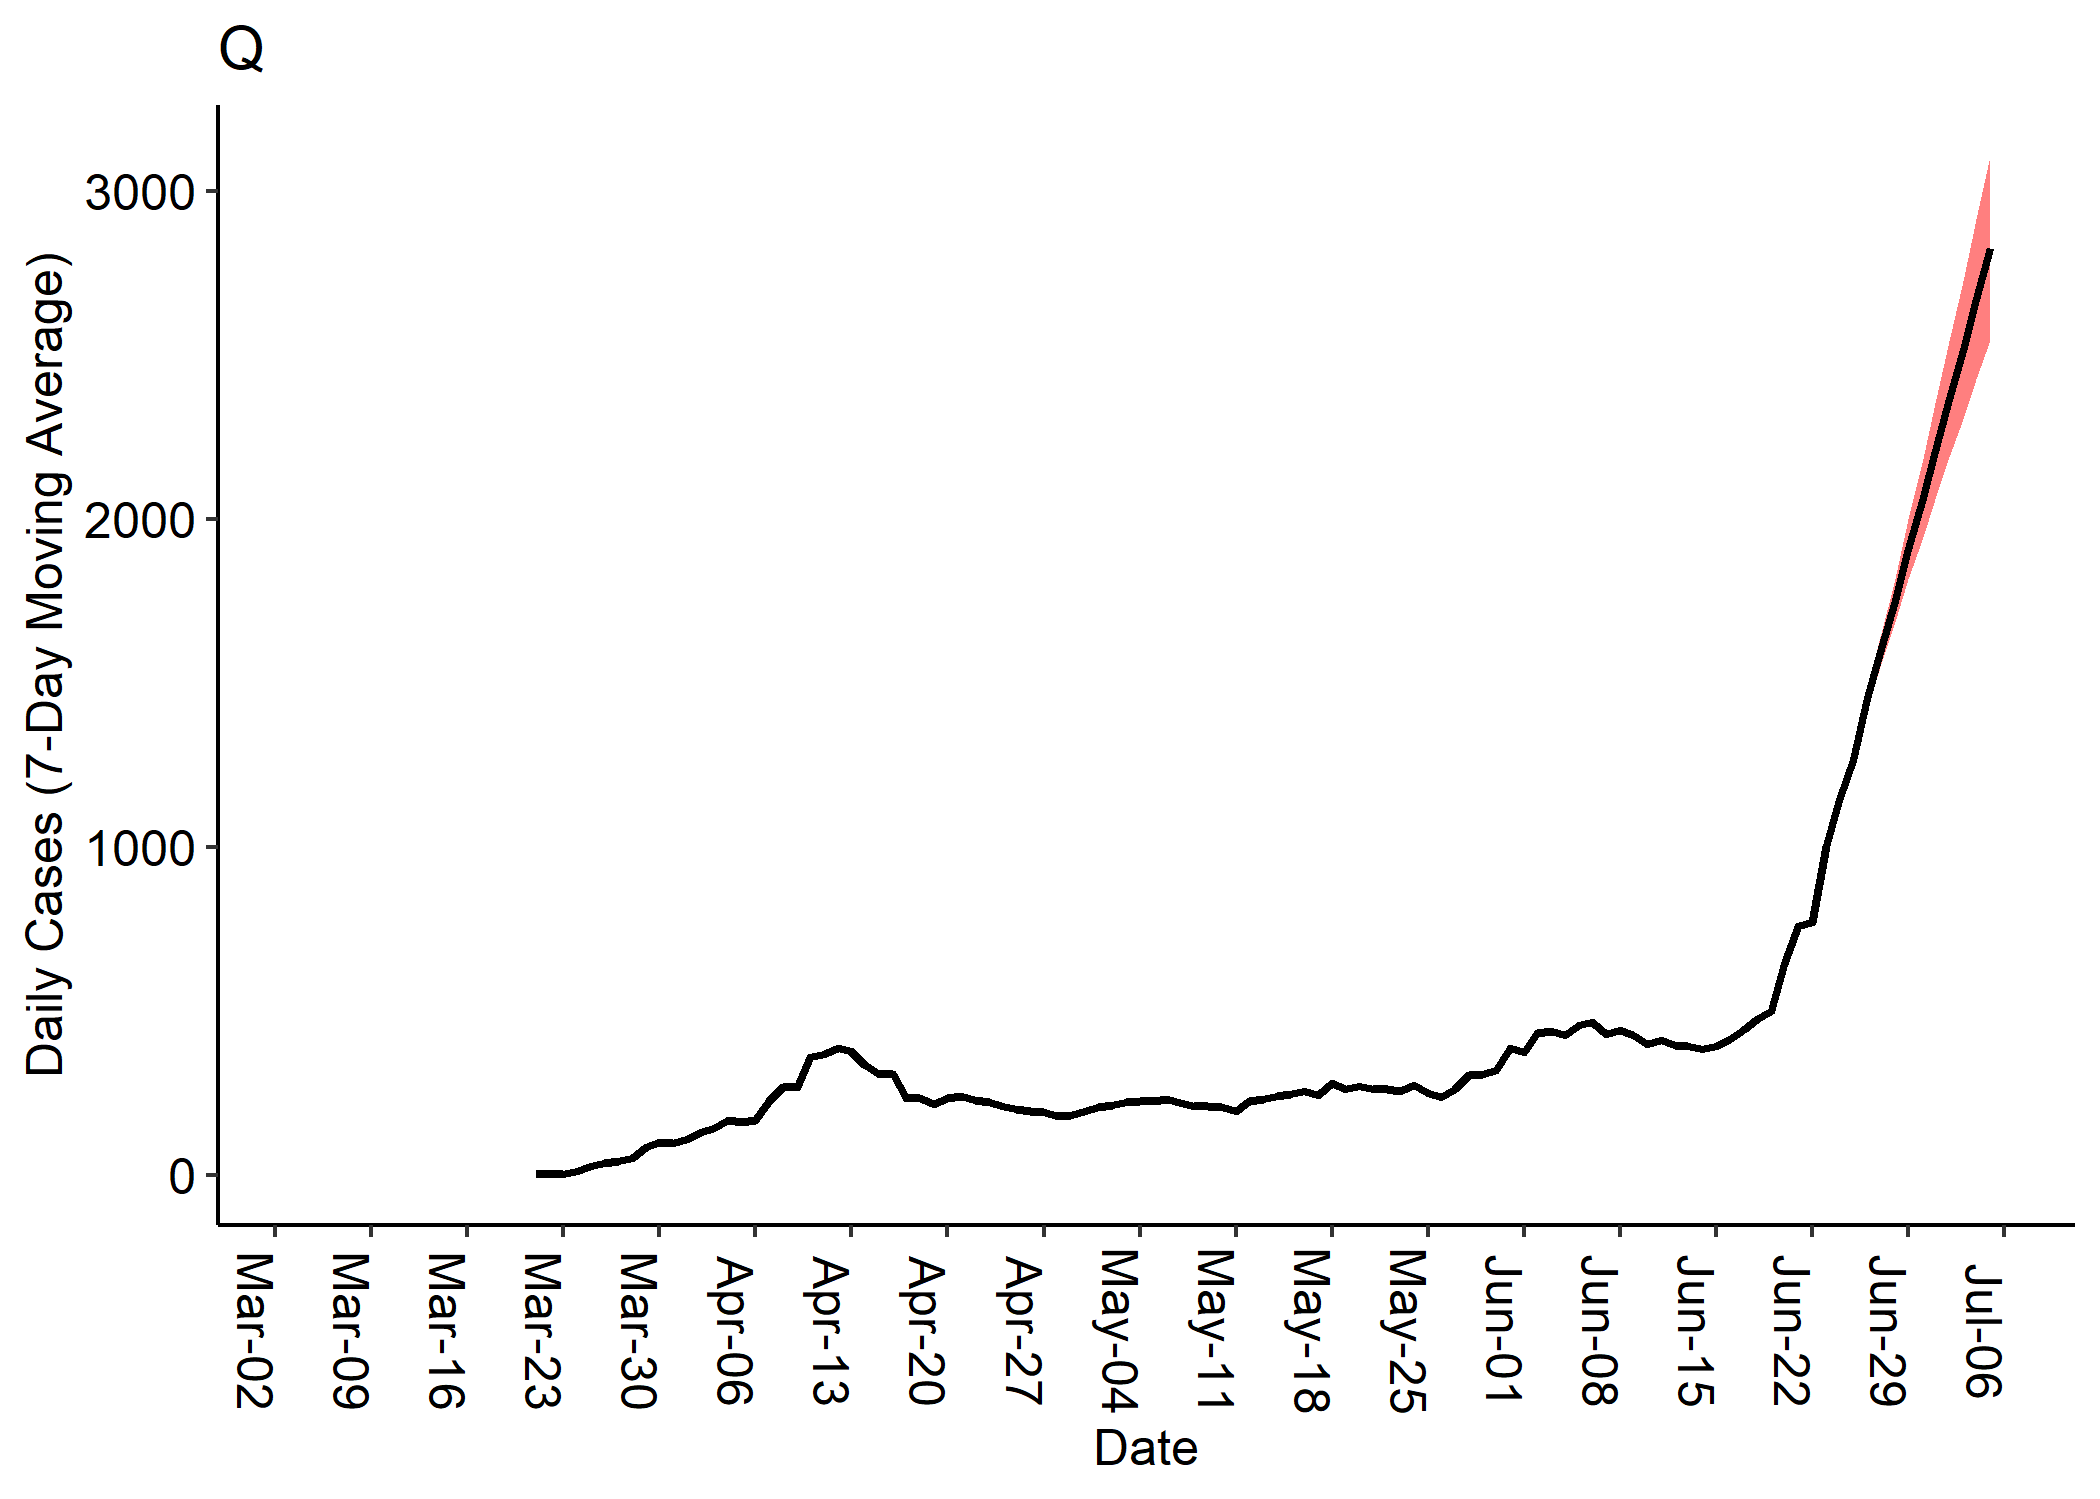 Q
Daily Cases (7-Day Moving Average)
3000
2000
1000
0
Mar-02
Mar-09
Mar-16
Mar-23
Mar-30
Apr-06
Apr-13
Apr-20
Apr-27
May-04
May-11
May-18
May-25
Jun-01
Jun-08
Jun-15
Jun-22
Jun-29
Jul-06
Date